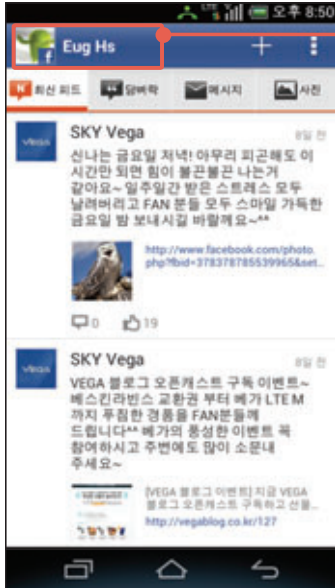 LTE 오후 8:50
Eug Hs
최신 피드 담벼락 메시지 사진
SKY Vega 8일 전
신나는 금요일 저녁! 아무리 피곤해도 이
시간만 되면 힘이 불끈불끈 나는거
같아요~ 일주일간 받은 스트레스 모두
날려버리고 FAN 분들 모두 스마일 가득한
금요일 밤 보내시길 바랄께요~^^
http://www.facebook.com/photo.
php?fbid=378378785539965&set...
0 19
VEGA
SKY Vega 8일 전
VEGA 블로그 오픈캐스트 구독 이벤트~
베스킨라빈스 교환권 부터 베가 LTE M
까지 푸짐한 경품을 FAN분들께
드립니다^^ 베가의 풍성한 이벤트 꼭
참여하시고 주변에도 많이 소문내
주세요~
VEGA
[VEGA 블로그 이벤트] 지금 VEGA
블로그 오픈캐스트 구독하고 선물...
http://vegablog.co.kr/127